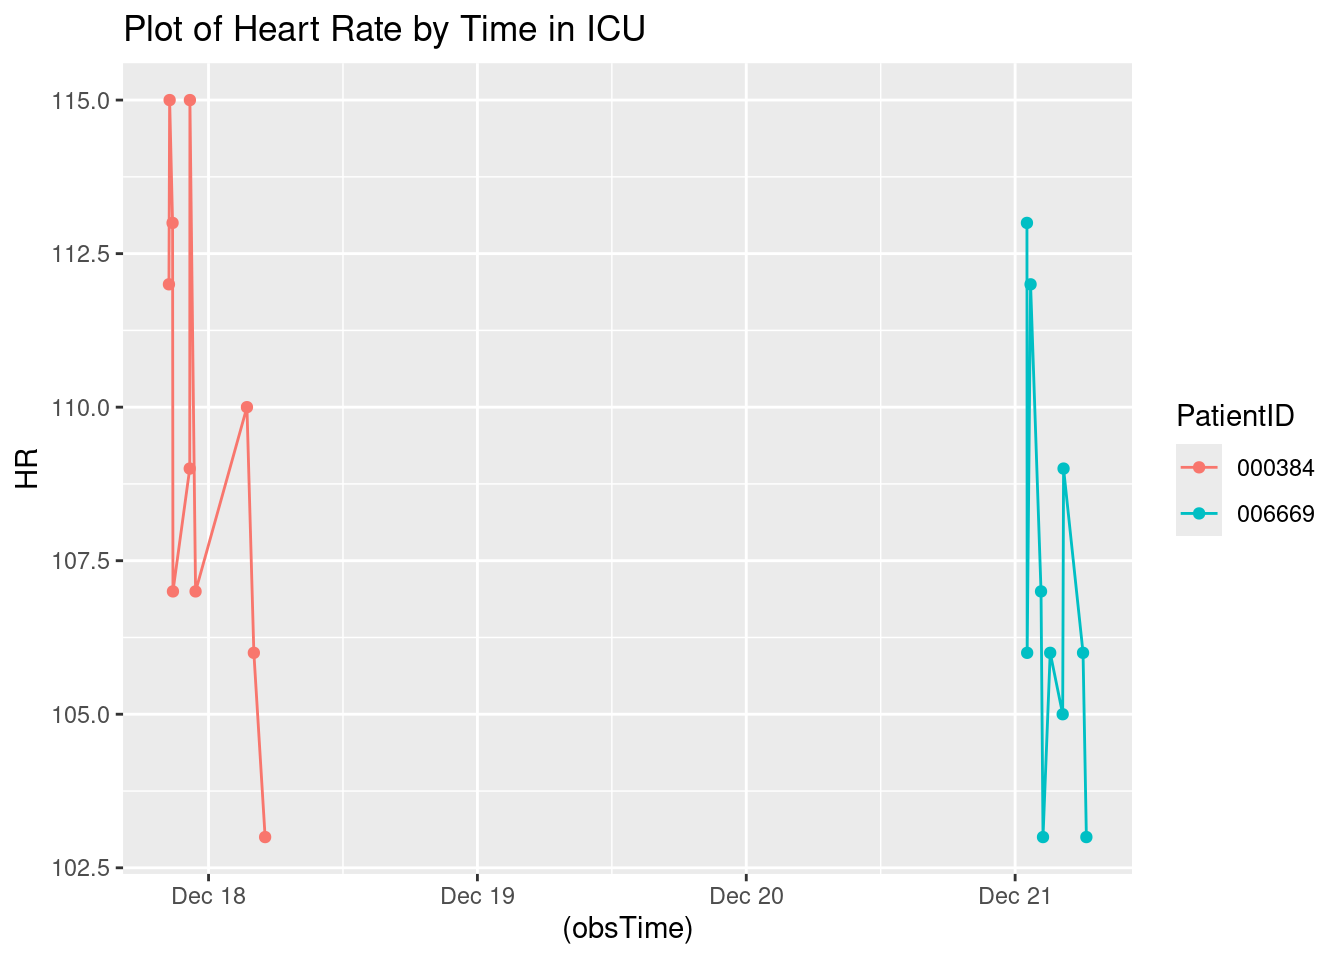 Plot of Heart Rate by Time in ICU
115.0
112.5
110.0
107.5
105.0
102.5
HR
Dec 18 Dec 19 Dec 20 Dec 21
(obsTime)
PatientID
000384
006669